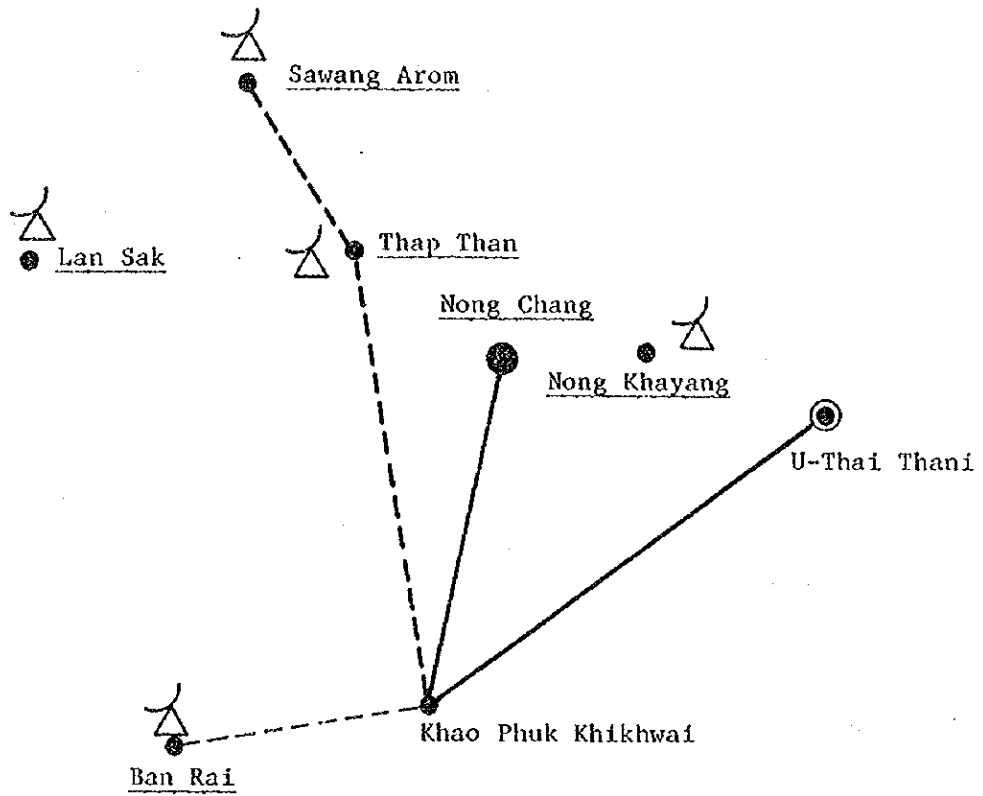 Sawang Arom
Thap Than
Lan Sak
Nong Chang
Nong Khayang
U-Thai Thani
Khao Phuk Khikhwai
Ban Rai